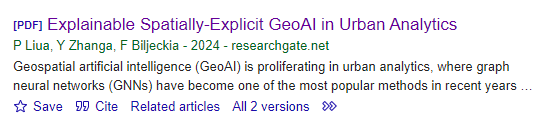 [PDF] Explainable Spatially-Explicit GeoAI in Urban Analytics
P Liua, Y Zhanga, F Biljeckia - 2024 - researchgate.net
Geospatial artificial intelligence (GeoAI) is proliferating in urban analytics, where graph
neural networks (GNNs) have become one of the most popular methods in recent years …
Save Cite Related articles All 2 versions